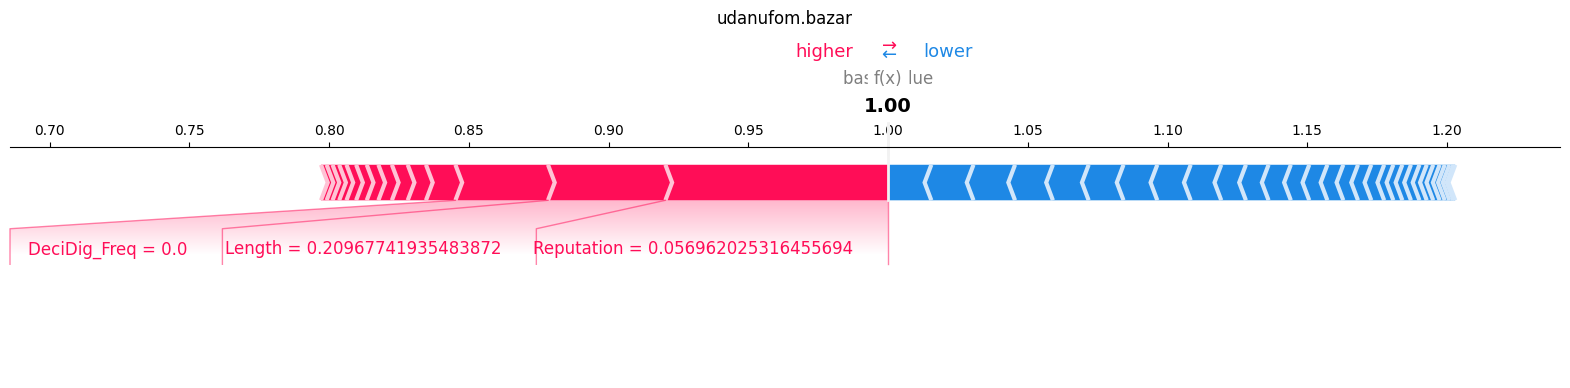 udanufom.bazar
higher ⇄ lower
f(x)
1.00
0.70 0.75 0.80 0.85 0.90 0.95 1.00 1.05 1.10 1.15 1.20
DeciDig_Freq = 0.0 Length = 0.20967741935483872 Reputation = 0.056962025316455694